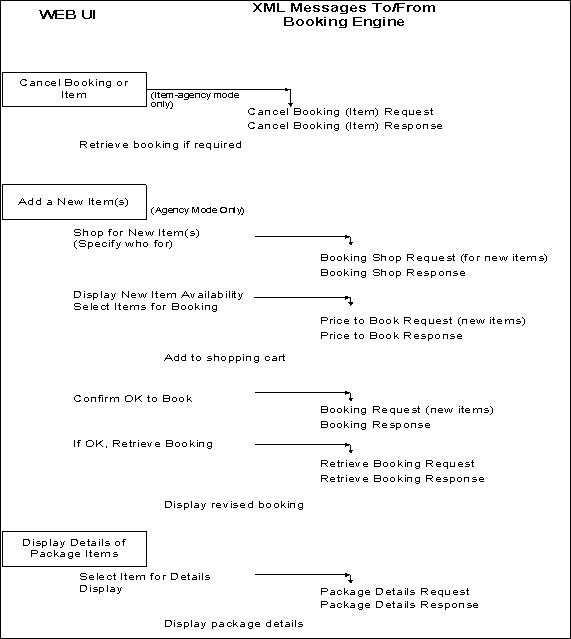 WEB UI
XML Messages To/From
Booking Engine
Cancel Booking or
Item
(Item-agency mode
only)
Cancel Booking (Item) Request
Cancel Booking (Item) Response
Retrieve booking if required
Add a New Item(s)
(Agency Mode Only)
Shop for New Item(s)
(Specify who for)
Booking Shop Request (for new items)
Booking Shop Response
Display New Item Availability
Select Items for Booking
Price to Book Request (new items)
Price to Book Response
Add to shopping cart
Confirm OK to Book
Booking Request (new items)
Booking Response
If OK, Retrieve Booking
Retrieve Booking Request
Retrieve Booking Response
Display revised booking
Display Details of
Package Items
Select Item for Details
Display
Package Details Request
Package Details Response
Display package details